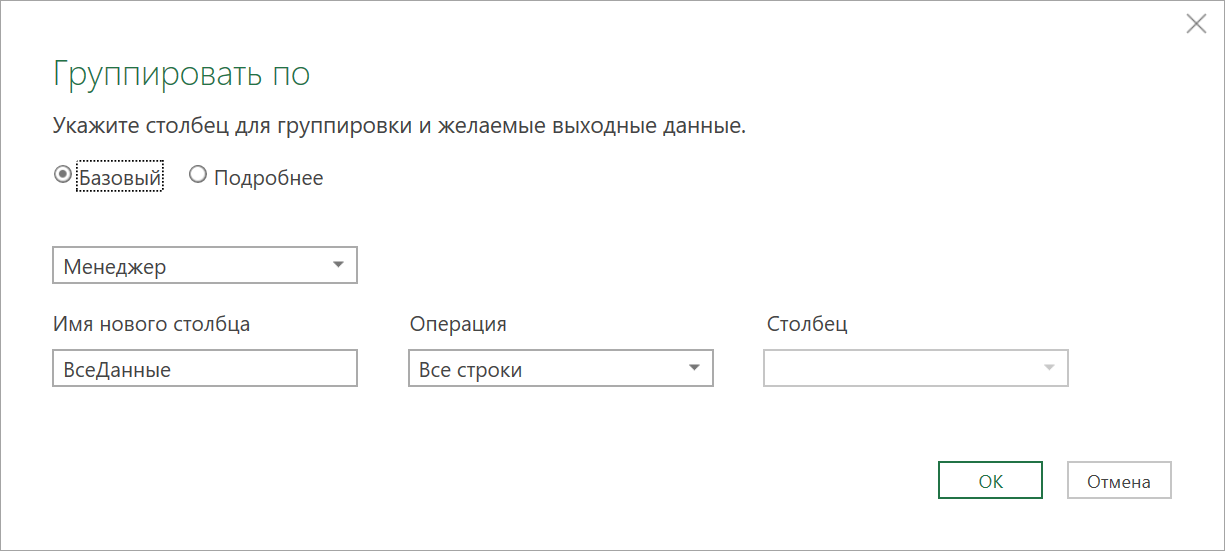 Группировать по
Укажите столбец для группировки и желаемые выходные данные.
Базовый Подробнее
Менеджер
Имя нового столбца Операция Столбец
ВсеДанные Все строки
ОК Отмена